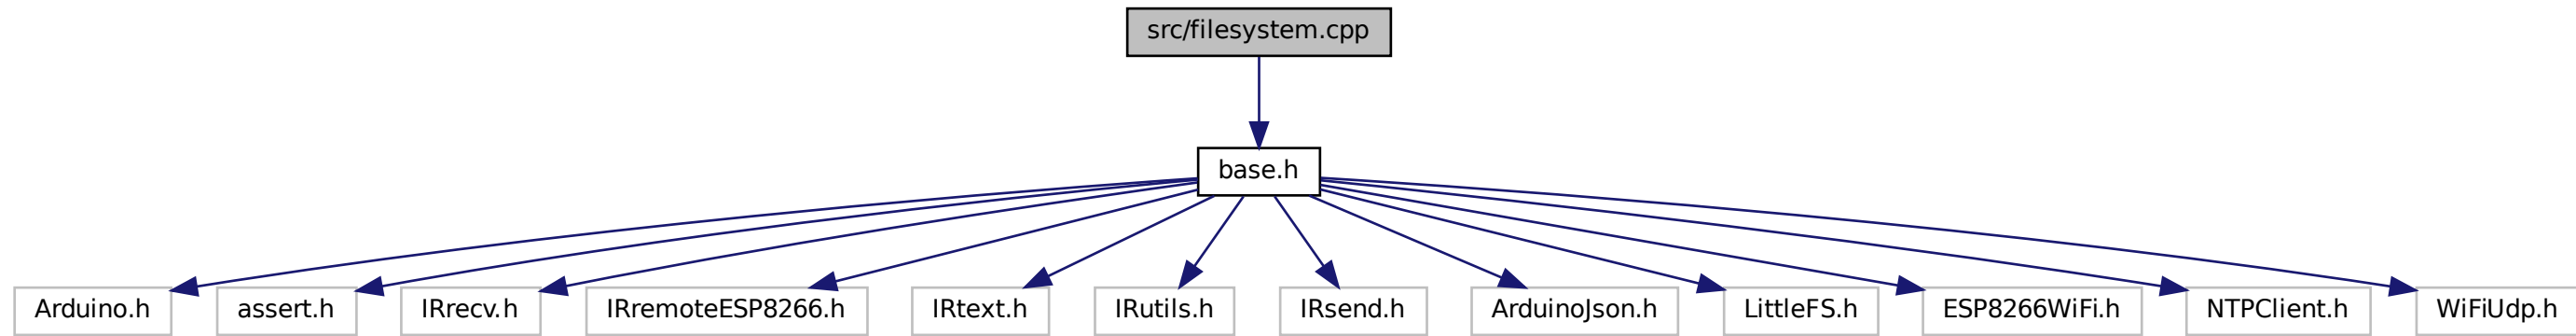 src/filesystem.cpp
base.h
Arduino.h
assert.h
IRrecv.h
IRremoteESP8266.h
IRtext.h
IRutils.h
IRsend.h
ArduinoJson.h
LittleFS.h
ESP8266WiFi.h
NTPClient.h
WiFiUdp.h